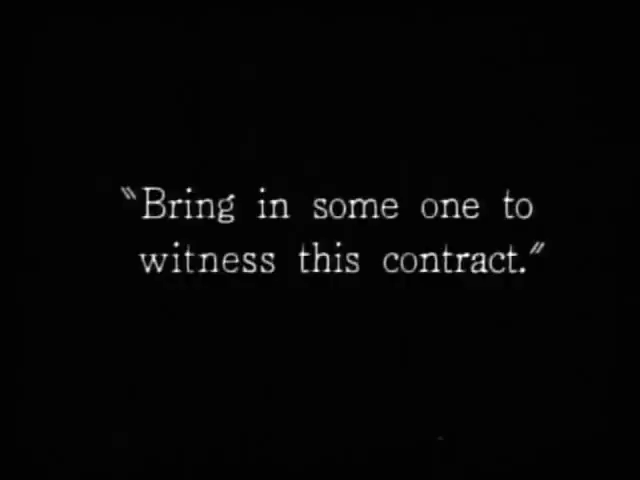 "Bring in some one to
witness this contract."